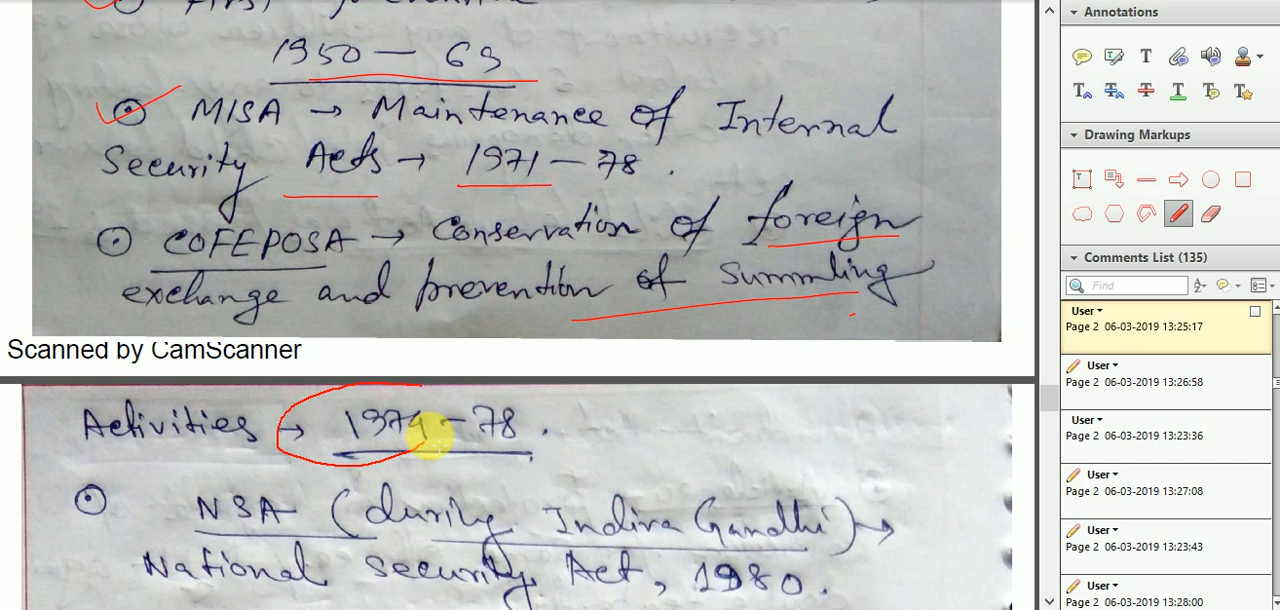 1950 - 69
MISA → Maintenance of Internal
Security Acts → 1971 - 78 .
COFEPOSA → Conservation of foreign
exchange and prevention of Summling
Scanned by CamScanner
Activities → 1974 - 78 .
NSA ( during Indira Gandhi ) →
National Security Act, 1980 .
Annotations
T
T T T T T T
Drawing Markups
T
Comments List (135)
Find
User
Page 2 06-03-2019 13:25:17
User
Page 2 06-03-2019 13:26:58
User
Page 2 06-03-2019 13:23:36
User
Page 2 06-03-2019 13:27:08
User
Page 2 06-03-2019 13:23:43
User
Page 2 06-03-2019 13:28:00